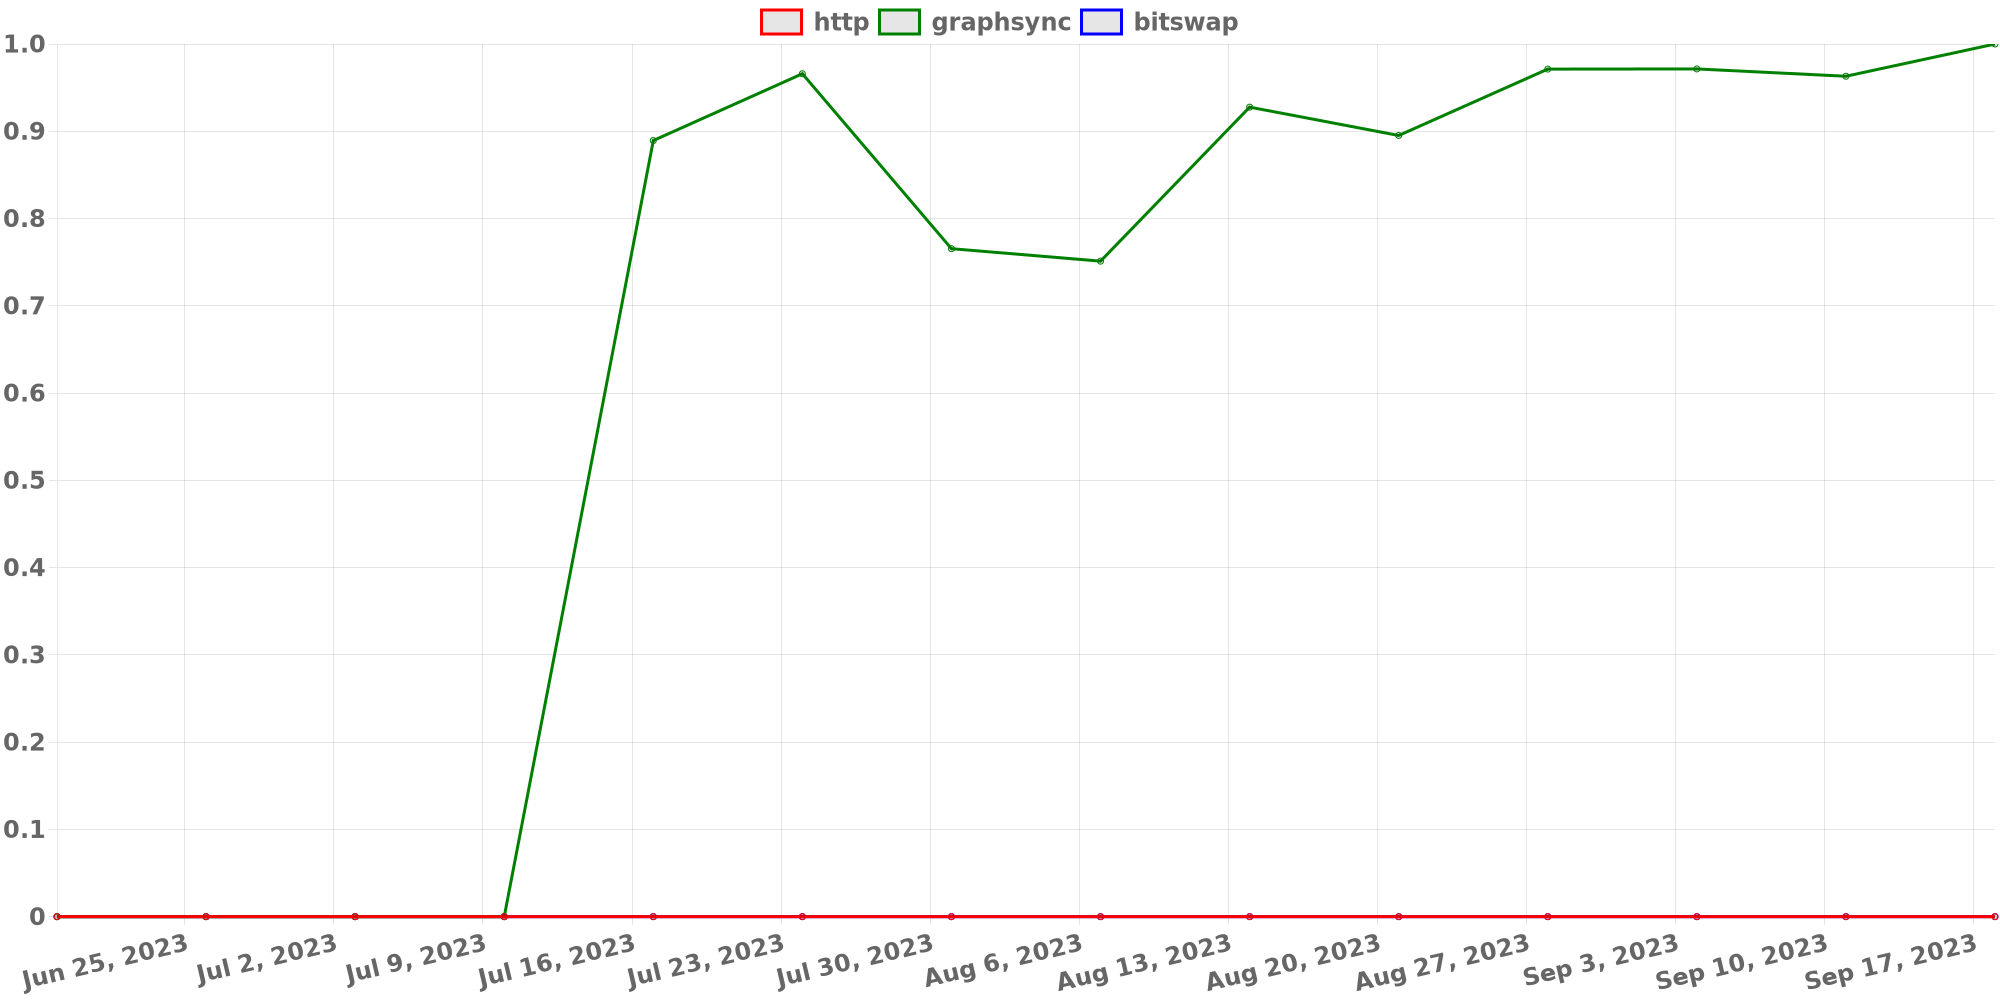 http graphsync bitswap
1.0
0.9
0.8
0.7
0.6
0.5
0.4
0.3
0.2
0.1
0
Jun 25, 2023
Jul 2, 2023
Jul 9, 2023
Jul 16, 2023
Jul 23, 2023
Jul 30, 2023
Aug 6, 2023
Aug 13, 2023
Aug 20, 2023
Aug 27, 2023
Sep 3, 2023
Sep 10, 2023
Sep 17, 2023